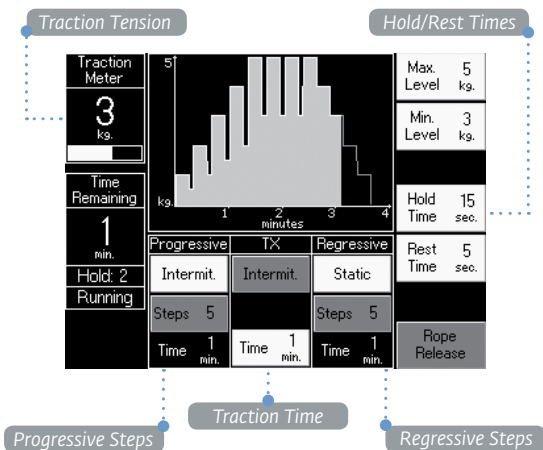 Traction Tension
Hold/Rest Times
Traction
Meter
3
kg.
Time
Remaining
1
min.
Hold: 2
Running
5
kg.
1 2 3 4
minutes
Progressive TX Regressive
Intermit. Intermit. Static
Steps 5 Steps 5
Time 1 min. Time 1 min. Time 1 min.
Max. Level 5 kg.
Min. Level 3 kg.
Hold Time 15 sec.
Rest Time 5 sec.
Rope
Release
Traction Time
Progressive Steps
Regressive Steps